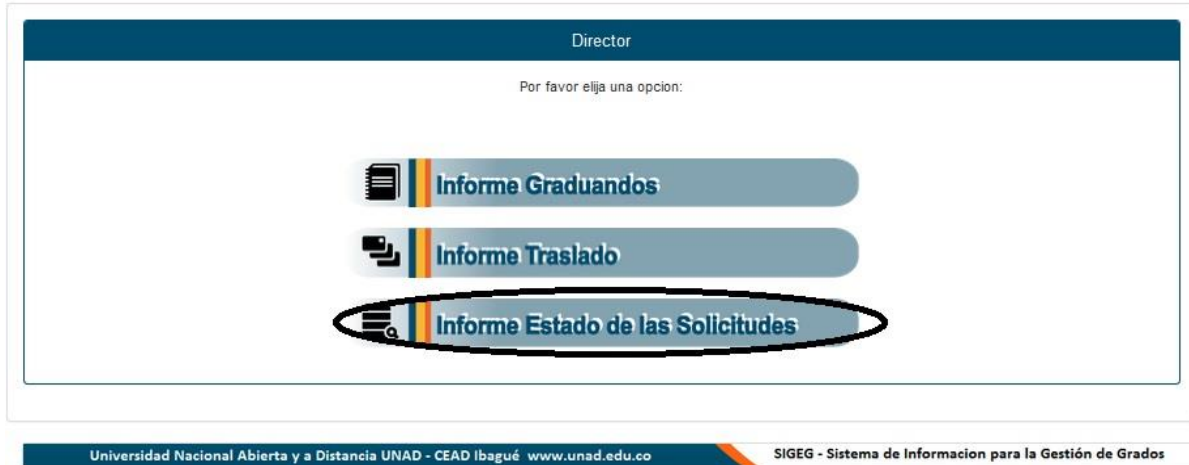 Director
Por favor elija una opcion:
Informe Graduandos
Informe Traslado
Informe Estado de las Solicitudes
Universidad Nacional Abierta y a Distancia UNAD - CEAD Ibagué www.unad.edu.co
SIGEG - Sistema de Informacion para la Gestión de Grados